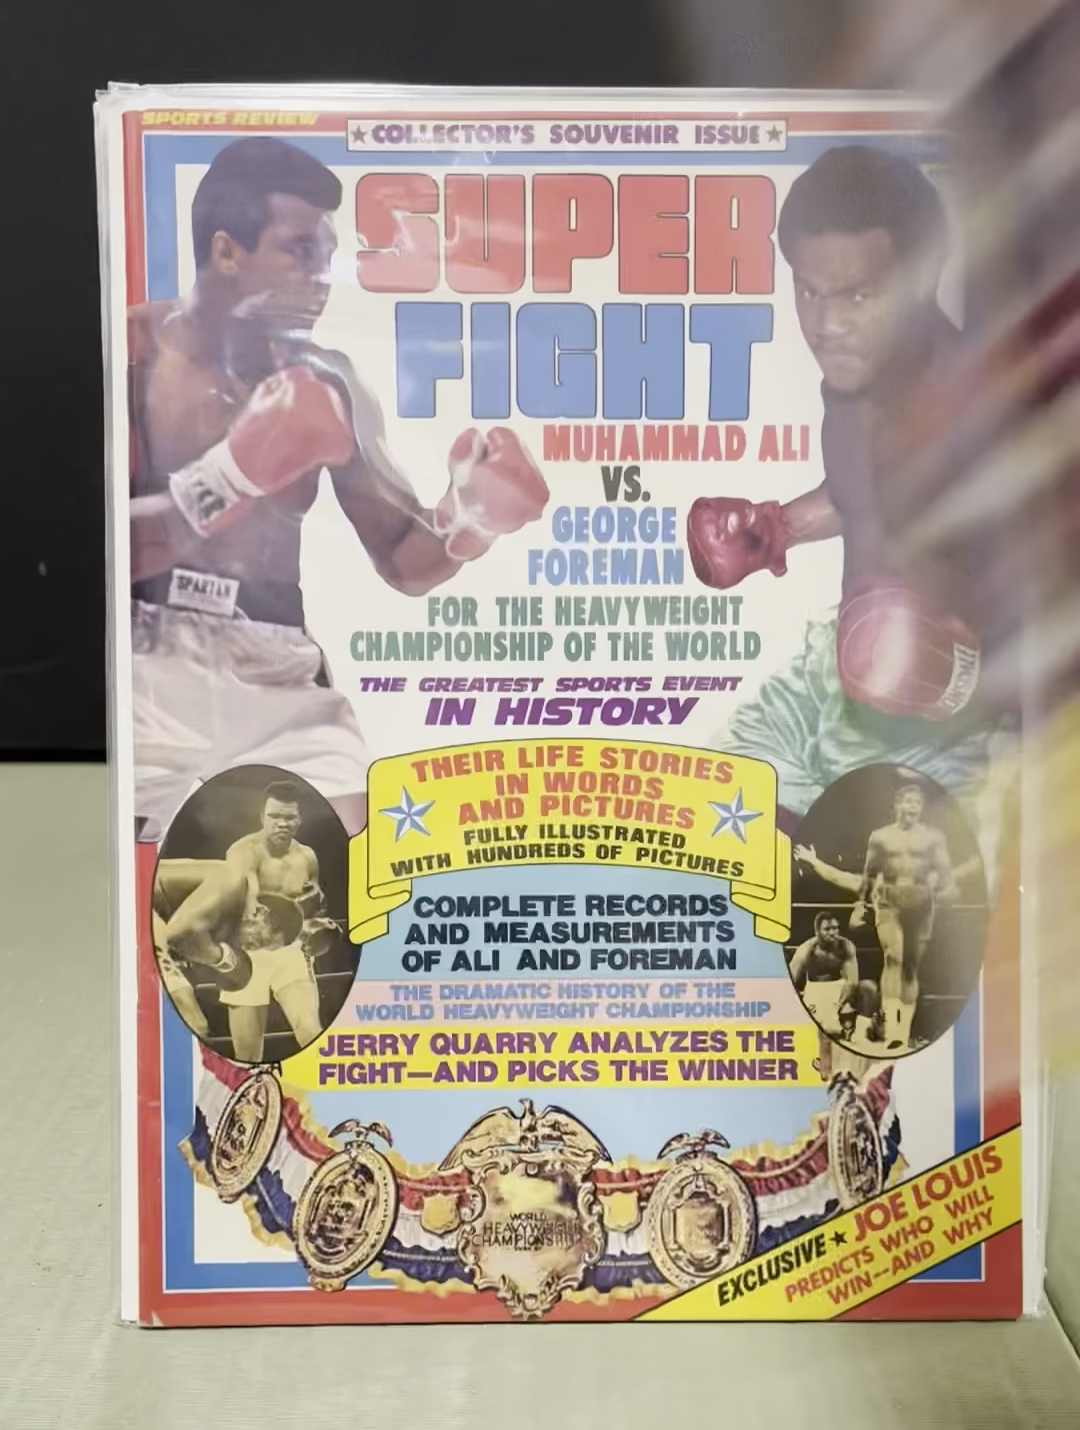 SPORTS REVIEW
★COLLECTOR'S SOUVENIR ISSUE★
SUPER
FIGHT
MUHAMMAD ALI
VS.
GEORGE
FOREMAN
FOR THE HEAVYWEIGHT
CHAMPIONSHIP OF THE WORLD
THE GREATEST SPORTS EVENT
IN HISTORY
SPARTAN
THEIR LIFE STORIES
IN WORDS
AND PICTURES
FULLY ILLUSTRATED
WITH HUNDREDS OF PICTURES
COMPLETE RECORDS
AND MEASUREMENTS
OF ALI AND FOREMAN
THE DRAMATIC HISTORY OF THE
WORLD HEAVYWEIGHT CHAMPIONSHIP
JERRY QUARRY ANALYZES THE
FIGHT—AND PICKS THE WINNER
WORLD
HEAVYWEIGHT
CHAMPIONSHIP
EXCLUSIVE★JOE LOUIS
PREDICTS WHO WILL
WIN--AND WHY